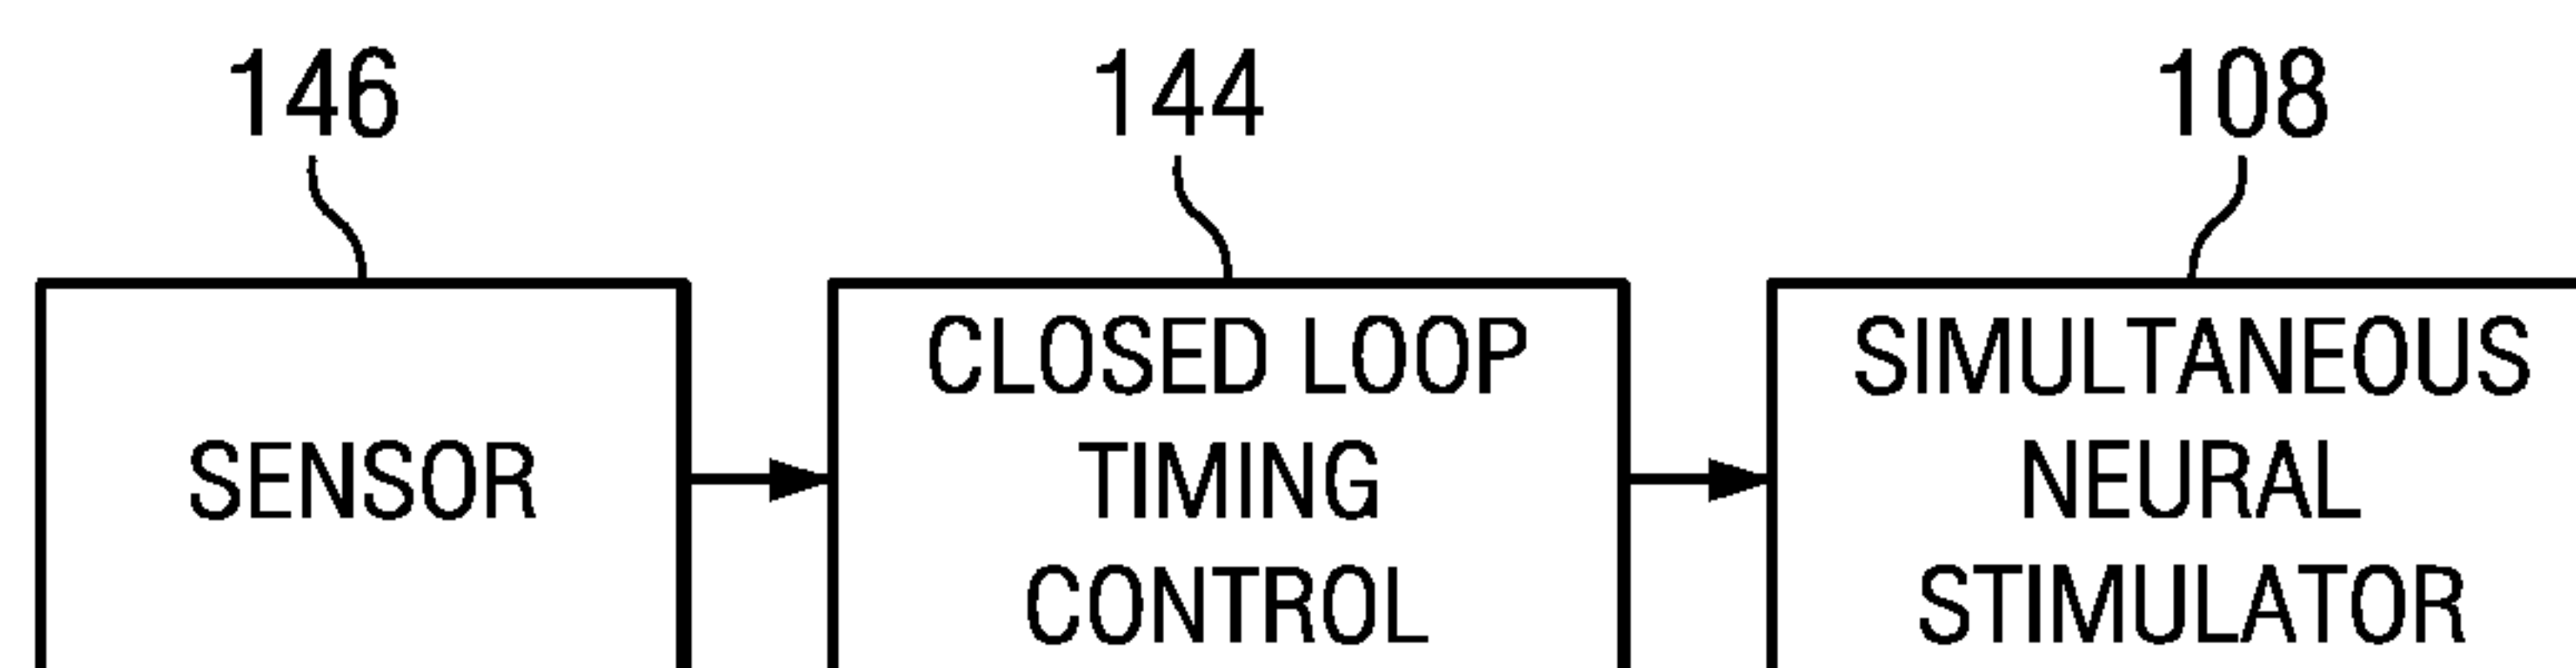 146
144
108
SENSOR
CLOSED LOOP
TIMING
CONTROL
SIMULTANEOUS
NEURAL
STIMULATOR